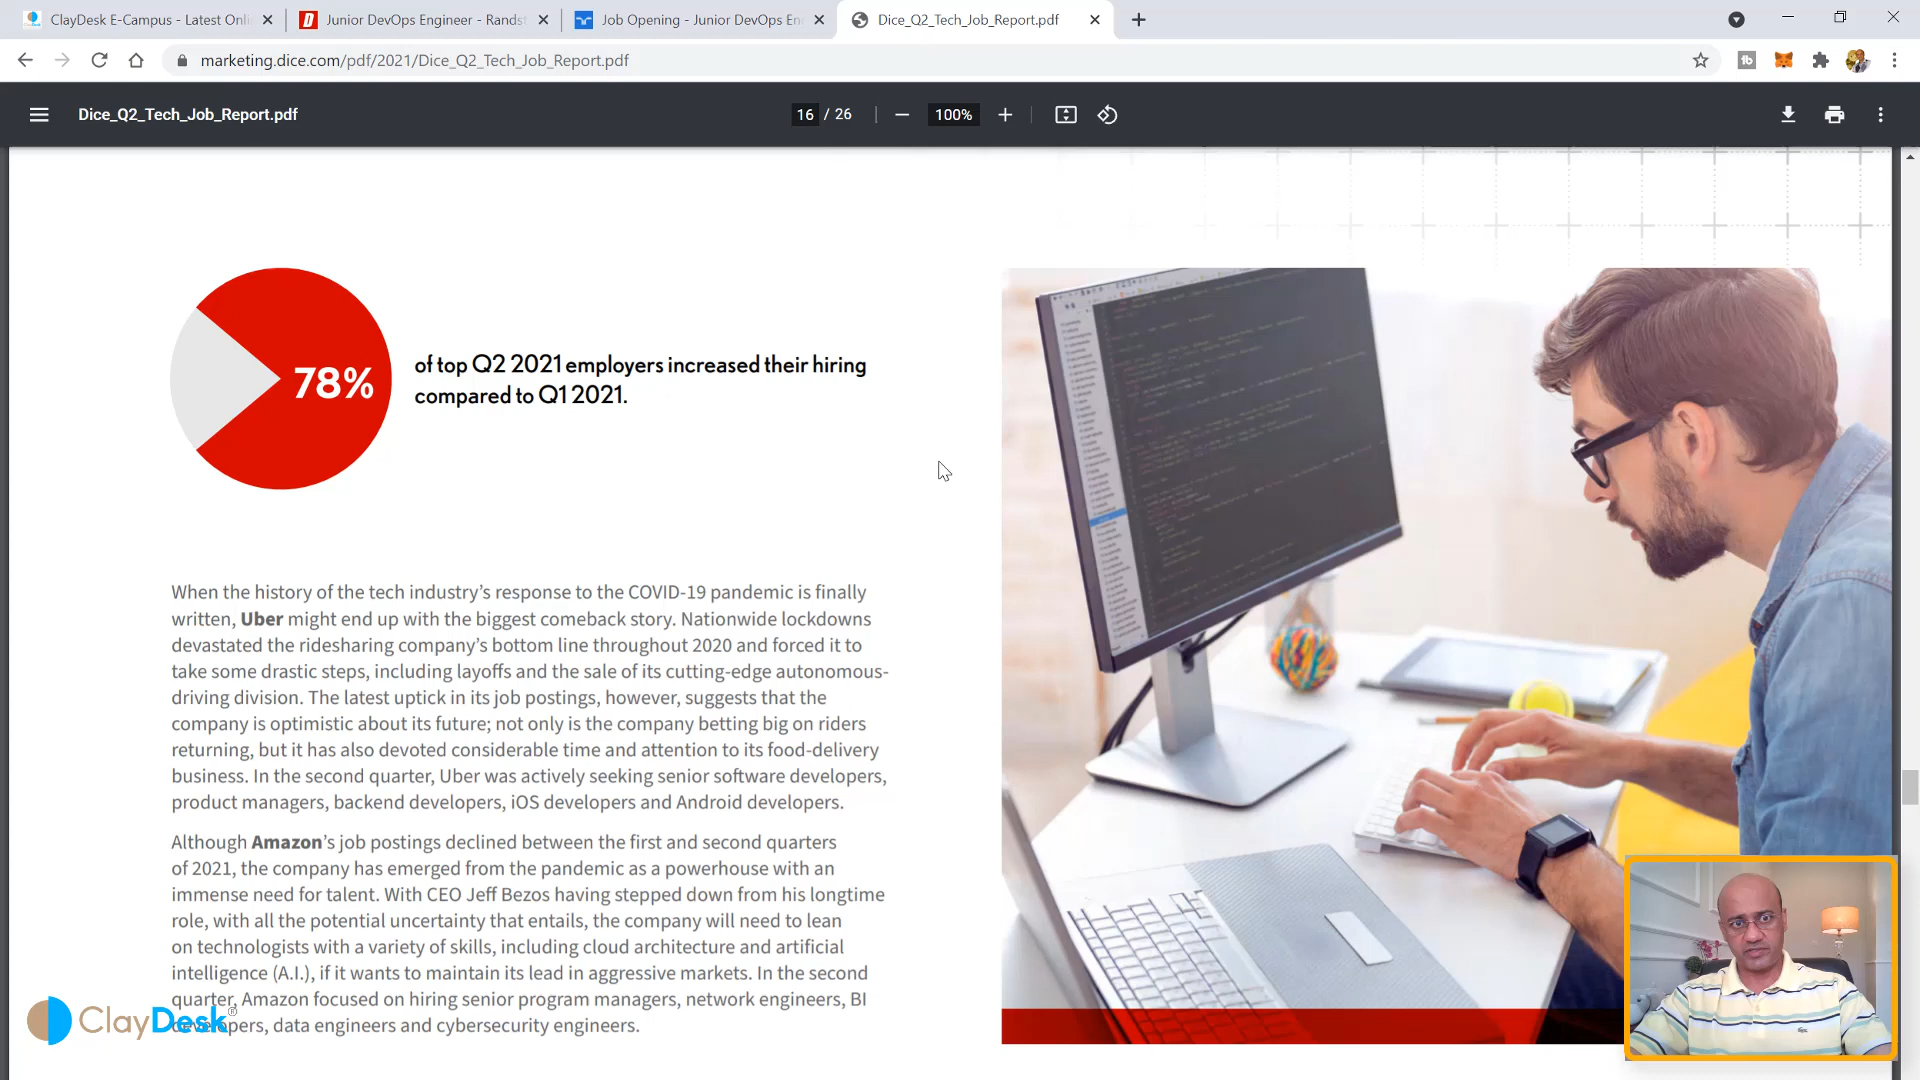 ClayDesk E-Campus - Latest Onli
Junior DevOps Engineer - Rands
Job Opening - Junior DevOps En
Dice_Q2_Tech_Job_Report.pdf
marketing.dice.com/pdf/2021/Dice_Q2_Tech_Job_Report.pdf
Dice_Q2_Tech_Job_Report.pdf
16 / 26
100%
78%
of top Q2 2021 employers increased their hiring
compared to Q1 2021.
When the history of the tech industry’s response to the COVID-19 pandemic is finally
written, Uber might end up with the biggest comeback story. Nationwide lockdowns
devastated the ridesharing company’s bottom line throughout 2020 and forced it to
take some drastic steps, including layoffs and the sale of its cutting-edge autonomous-
driving division. The latest uptick in its job postings, however, suggests that the
company is optimistic about its future; not only is the company betting big on riders
returning, but it has also devoted considerable time and attention to its food-delivery
business. In the second quarter, Uber was actively seeking senior software developers,
product managers, backend developers, iOS developers and Android developers.
Although Amazon’s job postings declined between the first and second quarters
of 2021, the company has emerged from the pandemic as a powerhouse with an
immense need for talent. With CEO Jeff Bezos having stepped down from his longtime
role, with all the potential uncertainty that entails, the company will need to lean
on technologists with a variety of skills, including cloud architecture and artificial
intelligence (A.I.), if it wants to maintain its lead in aggressive markets. In the second
quarter, Amazon focused on hiring senior program managers, network engineers, BI
developers, data engineers and cybersecurity engineers.
ClayDesk®